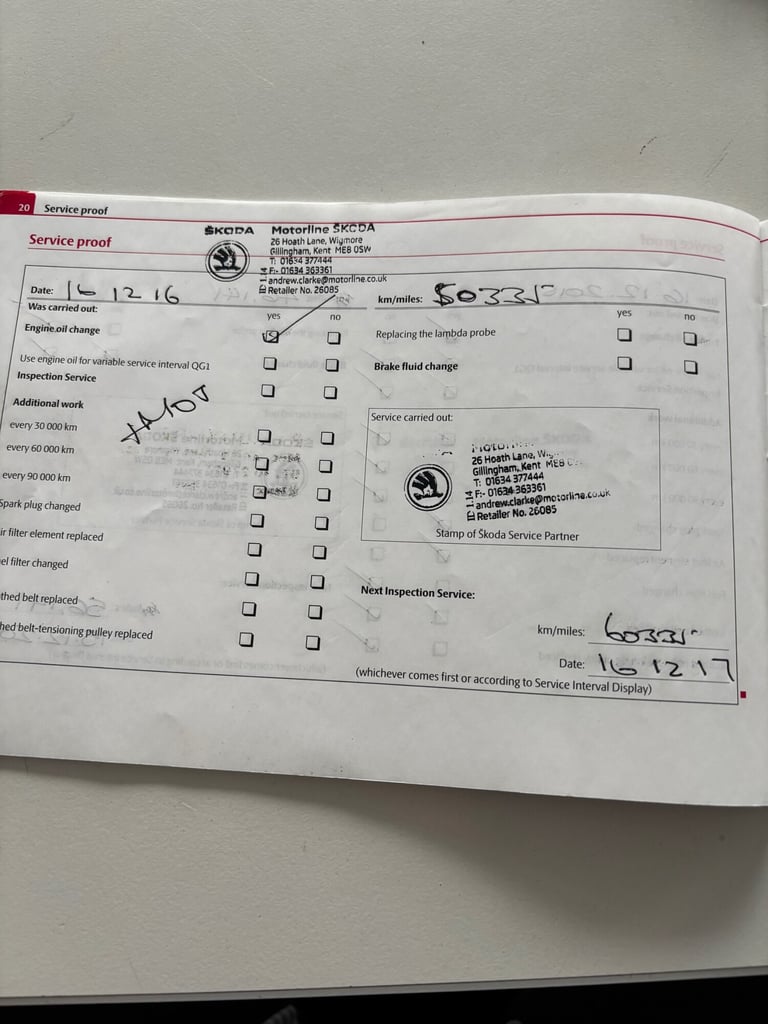 20 Service proof
Service proof
ŠKODA Motorline ŠKODA
26 Hoath Lane, Wigmore
Gillingham, Kent ME8 0SW
T: 01634 377444
F:- 01634 363361
andrew.clarke@motorline.co.uk
Retailer No. 26085
Date: 16 12 16
km/miles: 50335
Was carried out:
yes no
yes no
Engine oil change
Replacing the lambda probe
Use engine oil for variable service interval QG1
Brake fluid change
Inspection Service
+MOT
Additional work
every 30 000 km
every 60 000 km
every 90 000 km
Spark plug changed
ir filter element replaced
el filter changed
thed belt replaced
hed belt-tensioning pulley replaced
Service carried out:
26 Hoath Lane,
Gillingham, Kent ME8
T: 01634 377444
F:- 01634 363361
andrew.clarke@motorline.co.uk
Retailer No. 26085
Stamp of Škoda Service Partner
Next Inspection Service:
km/miles: 60335
Date: 16 12 17
(whichever comes first or according to Service Interval Display)